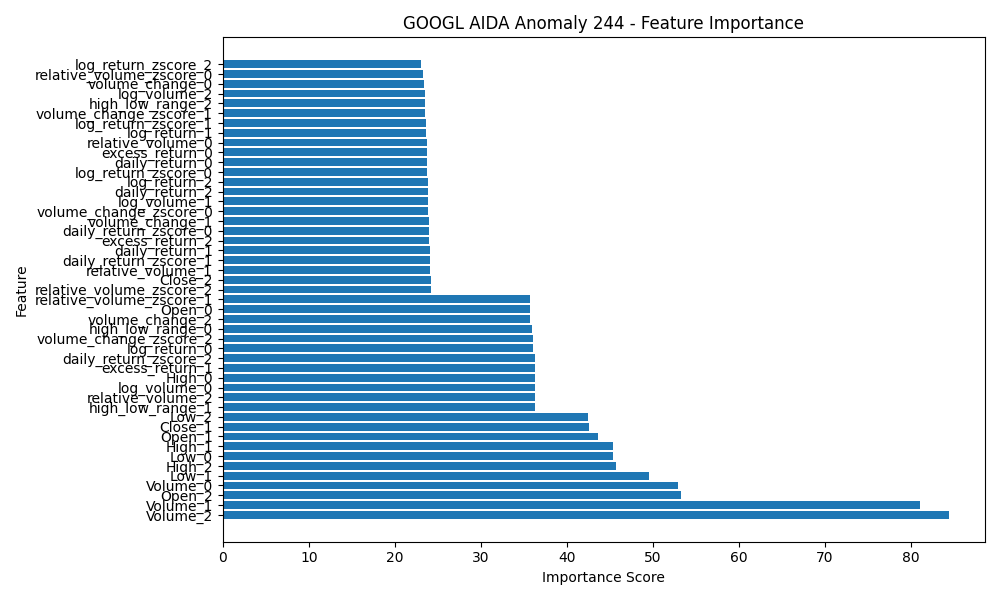 GOOGL AIDA Anomaly 244 - Feature Importance
log_return_zscore_2
relative_volume_zscore_0
volume_change_0
log_volume_2
high_low_range_2
volume_change_zscore_1
log_return_zscore_1
log_return_1
relative_volume_0
excess_return_0
daily_return_0
log_return_zscore_0
log_return_2
daily_return_2
log_volume_1
volume_change_zscore_0
volume_change_1
daily_return_zscore_0
excess_return_2
daily_return_1
daily_return_zscore_1
relative_volume_1
Close_2
relative_volume_zscore_2
relative_volume_zscore_1
Open_0
volume_change_2
high_low_range_0
volume_change_zscore_2
log_return_0
daily_return_zscore_2
excess_return_1
High_0
log_volume_0
relative_volume_2
high_low_range_1
Low_2
Close_1
Open_1
High_1
Low_0
High_2
Low_1
Volume_0
Open_2
Volume_1
Volume_2
Feature
0 10 20 30 40 50 60 70 80
Importance Score